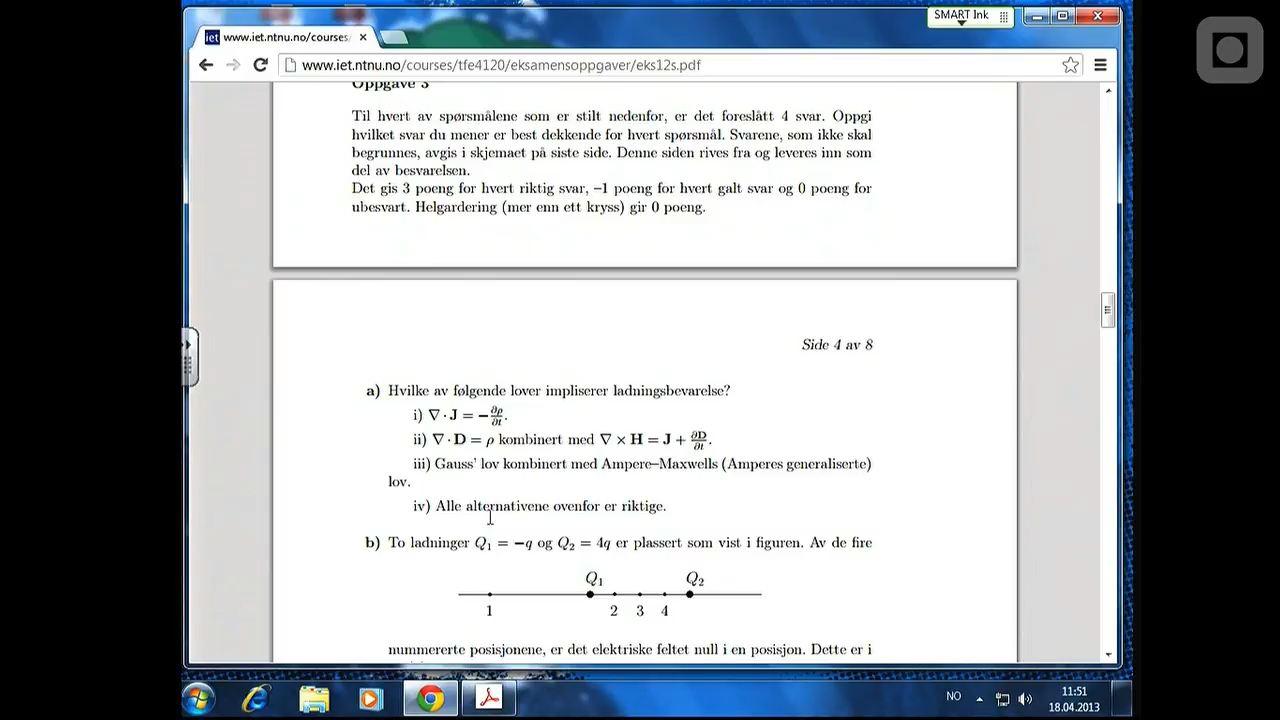 SMART Ink
iet www.iet.ntnu.no/courses/
www.iet.ntnu.no/courses/tfe4120/eksamensoppgaver/eks12s.pdf
Oppgave 3
Til hvert av spørsmålene som er stilt nedenfor, er det foreslått 4 svar. Oppgi
hvilket svar du mener er best dekkende for hvert spørsmål. Svarene, som ikke skal
begrunnes, avgis i skjemaet på siste side. Denne siden rives fra og leveres inn som
del av besvarelsen.
Det gis 3 poeng for hvert riktig svar, −1 poeng for hvert galt svar og 0 poeng for
ubesvart. Helgardering (mer enn ett kryss) gir 0 poeng.
Side 4 av 8
a) Hvilke av følgende lover impliserer ladningsbevarelse?
i) ∇ · J = −∂ρ/∂t.
ii) ∇ · D = ρ kombinert med ∇ × H = J + ∂D/∂t.
iii) Gauss' lov kombinert med Ampere–Maxwells (Amperes generaliserte)
lov.
iv) Alle alternativene ovenfor er riktige.
b) To ladninger Q₁ = −q og Q₂ = 4q er plassert som vist i figuren. Av de fire
Q₁ Q₂
1 2 3 4
nummererte posisjonene, er det elektriske feltet null i en posisjon. Dette er i
NO
11:51
18.04.2013